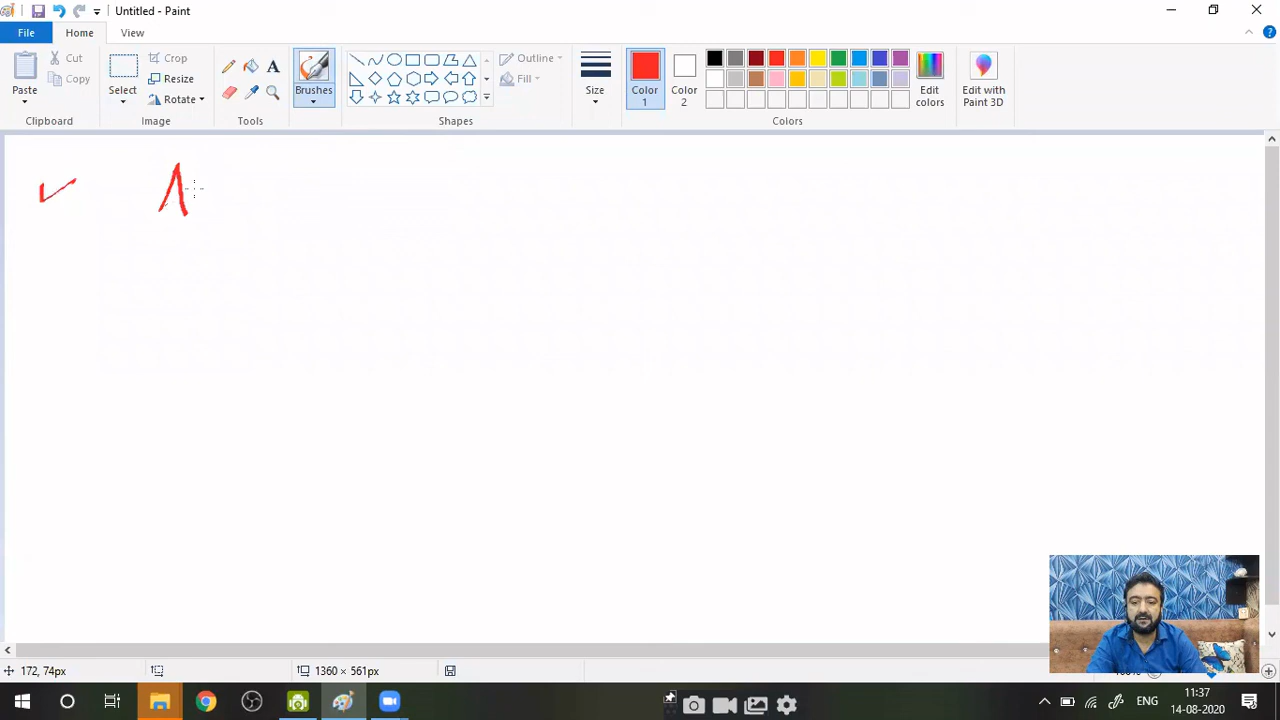 Untitled - Paint
File Home View
Paste
Cut
Copy
Clipboard
Select
Crop
Resize
Rotate
Image
A
Tools
Brushes
Outline
Fill
Shapes
Size
Color 1
Color 2
Edit colors
Colors
Edit with Paint 3D
172, 74px
1360 × 561px
100%
ENG
11:37
14-08-2020